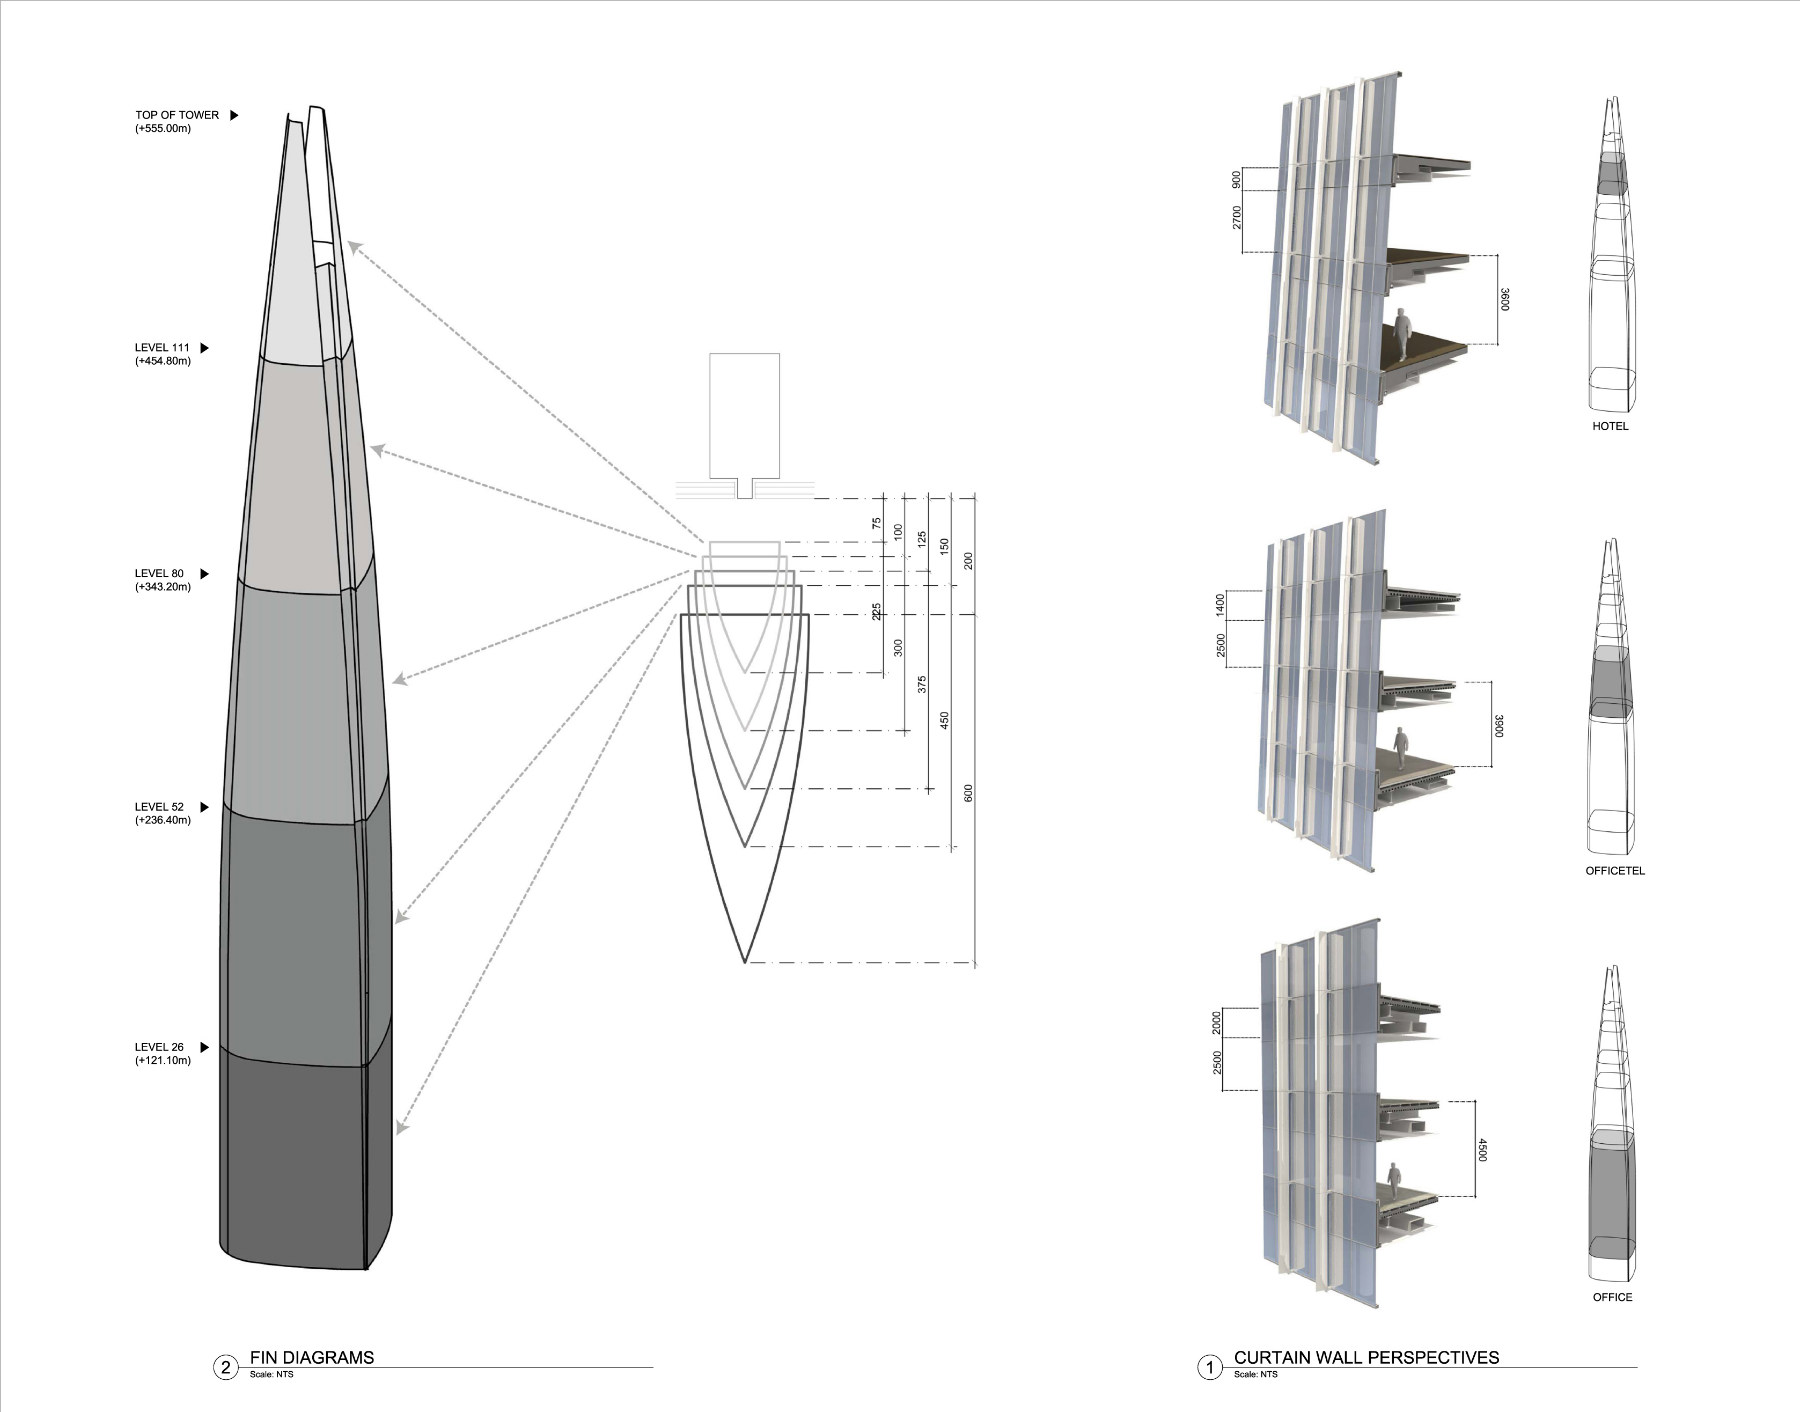 TOP OF TOWER
(+555.00m)
LEVEL 111
(+454.80m)
LEVEL 80
(+343.20m)
LEVEL 52
(+236.40m)
LEVEL 26
(+121.10m)
75
100
125
150
200
225
300
375
450
600
2
FIN DIAGRAMS
Scale: NTS
900
2700
3600
HOTEL
1400
2500
3900
OFFICETEL
2000
2500
4500
OFFICE
1
CURTAIN WALL PERSPECTIVES
Scale: NTS